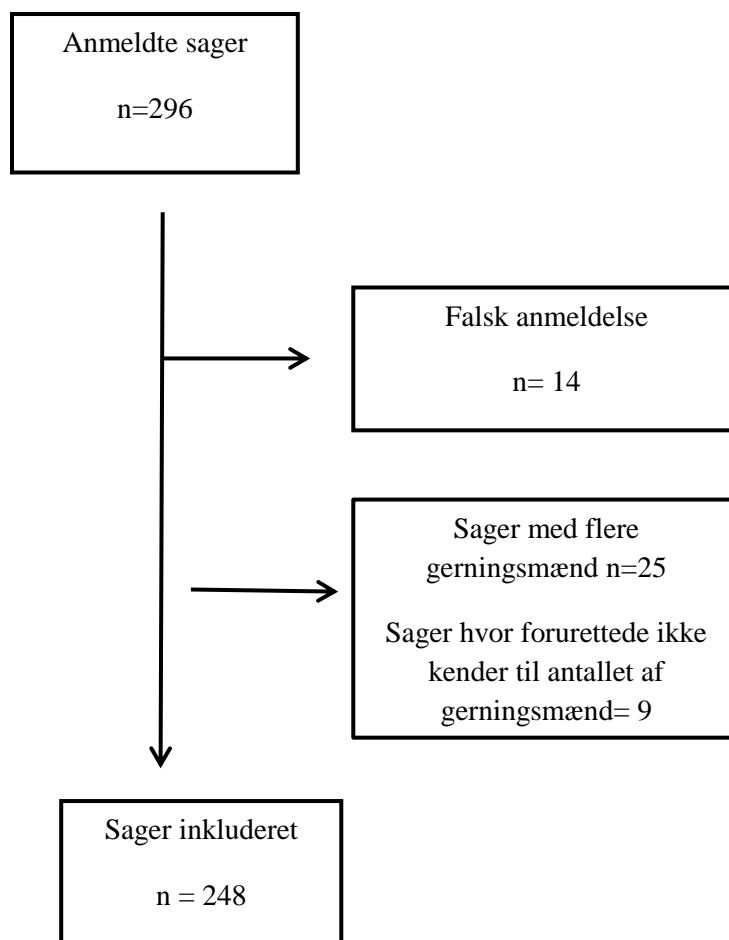 Anmeldte sager
n=296
Falsk anmeldelse
n= 14
Sager med flere
gerningsmænd n=25
Sager hvor forurettede ikke
kender til antallet af
gerningsmænd= 9
Sager inkluderet
n = 248